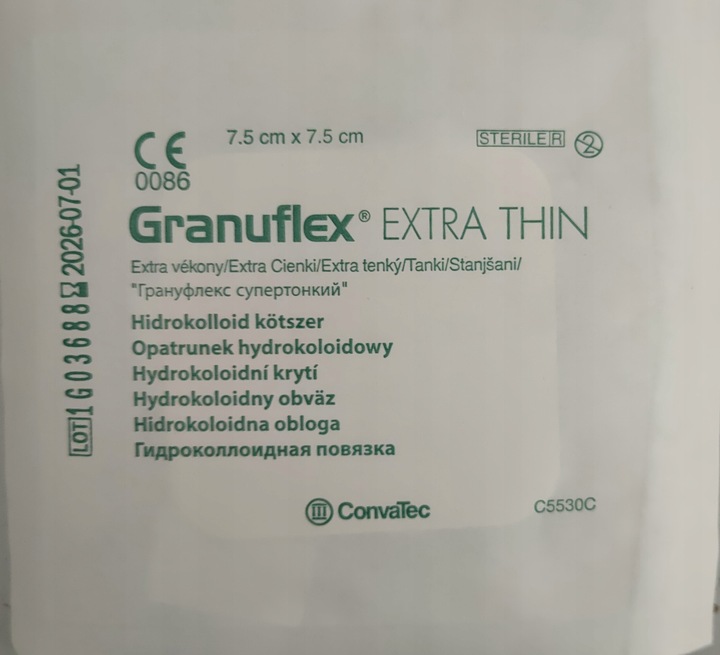 7.5 cm x 7.5 cm
STERILE R
2
CE
0086
Granuflex® EXTRA THIN
Extra vékony/Extra Cienki/Extra tenký/Tanki/Stanjšani/
"Грануфлекс супертонкий"
Hidrokolloid kötszer
Opatrunek hydrokoloidowy
Hydrokoloidní krytí
Hydrokoloidny obväz
Hidrokoloidna obloga
Гидроколлоидная повязка
ConvaTec
C5530C
LOT 1G03688 2026-07-01